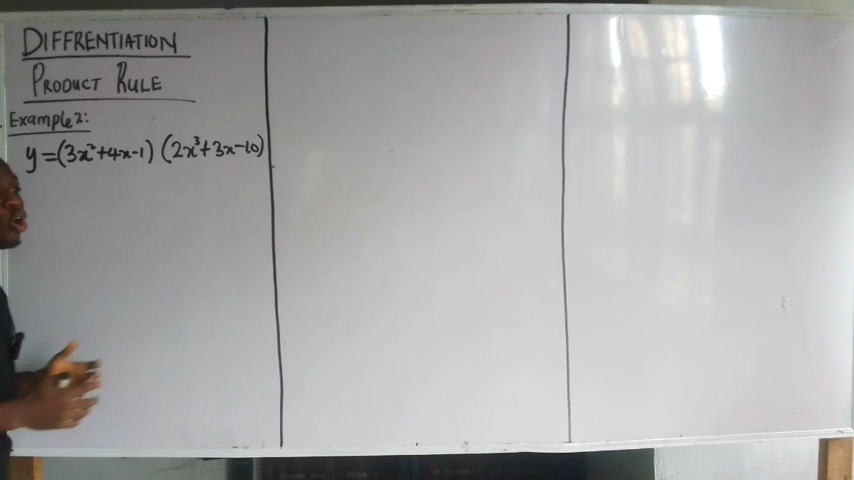 DIFFRENTIATION
PRODUCT RULE
Example 2:
y=(3x²+4x-1) (2x³+3x-10)